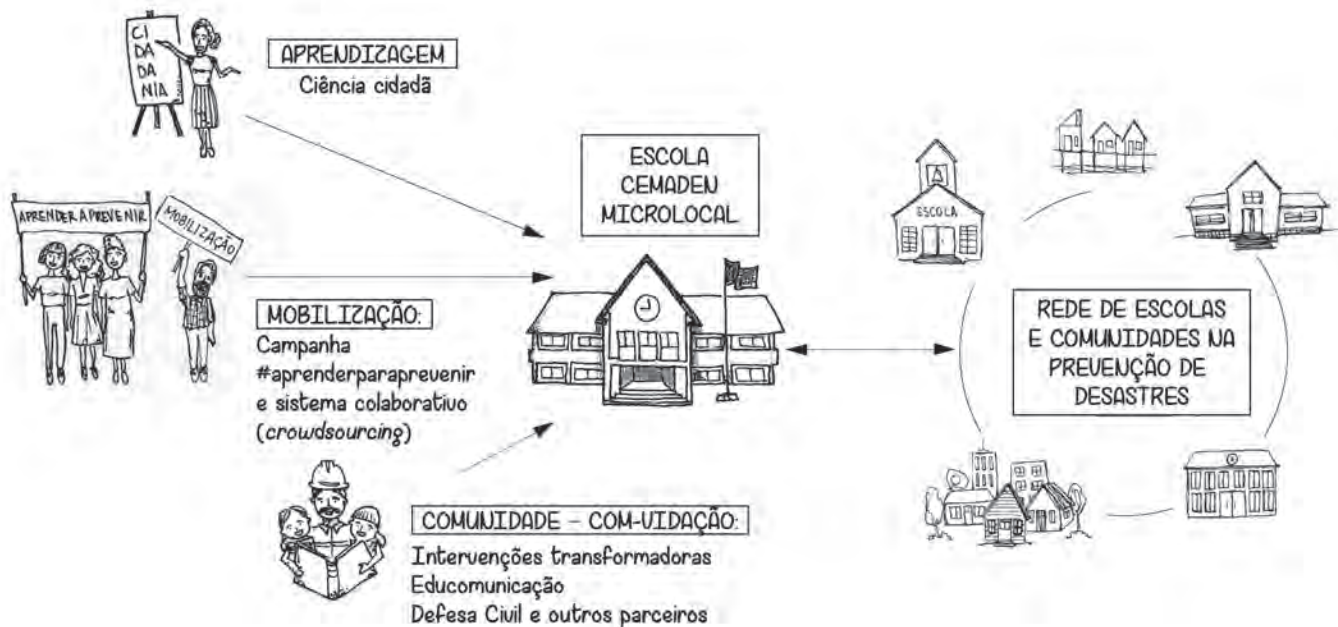 CI
DA
DA
NIA
APRENDIZAGEM
Ciência cidadã
APRENDER A PREVENIR
MOBILIZAÇÃO
MOBILIZAÇÃO:
Campanha
#aprenderparaprevenir
e sistema colaborativo
(crowdsourcing)
COMUNIDADE – COM-VIDAÇÃO:
Intervenções transformadoras
Educomunicação
Defesa Civil e outros parceiros
ESCOLA
CEMADEN
MICROLOCAL
ESCOLA
REDE DE ESCOLAS
E COMUNIDADES NA
PREVENÇÃO DE
DESASTRES